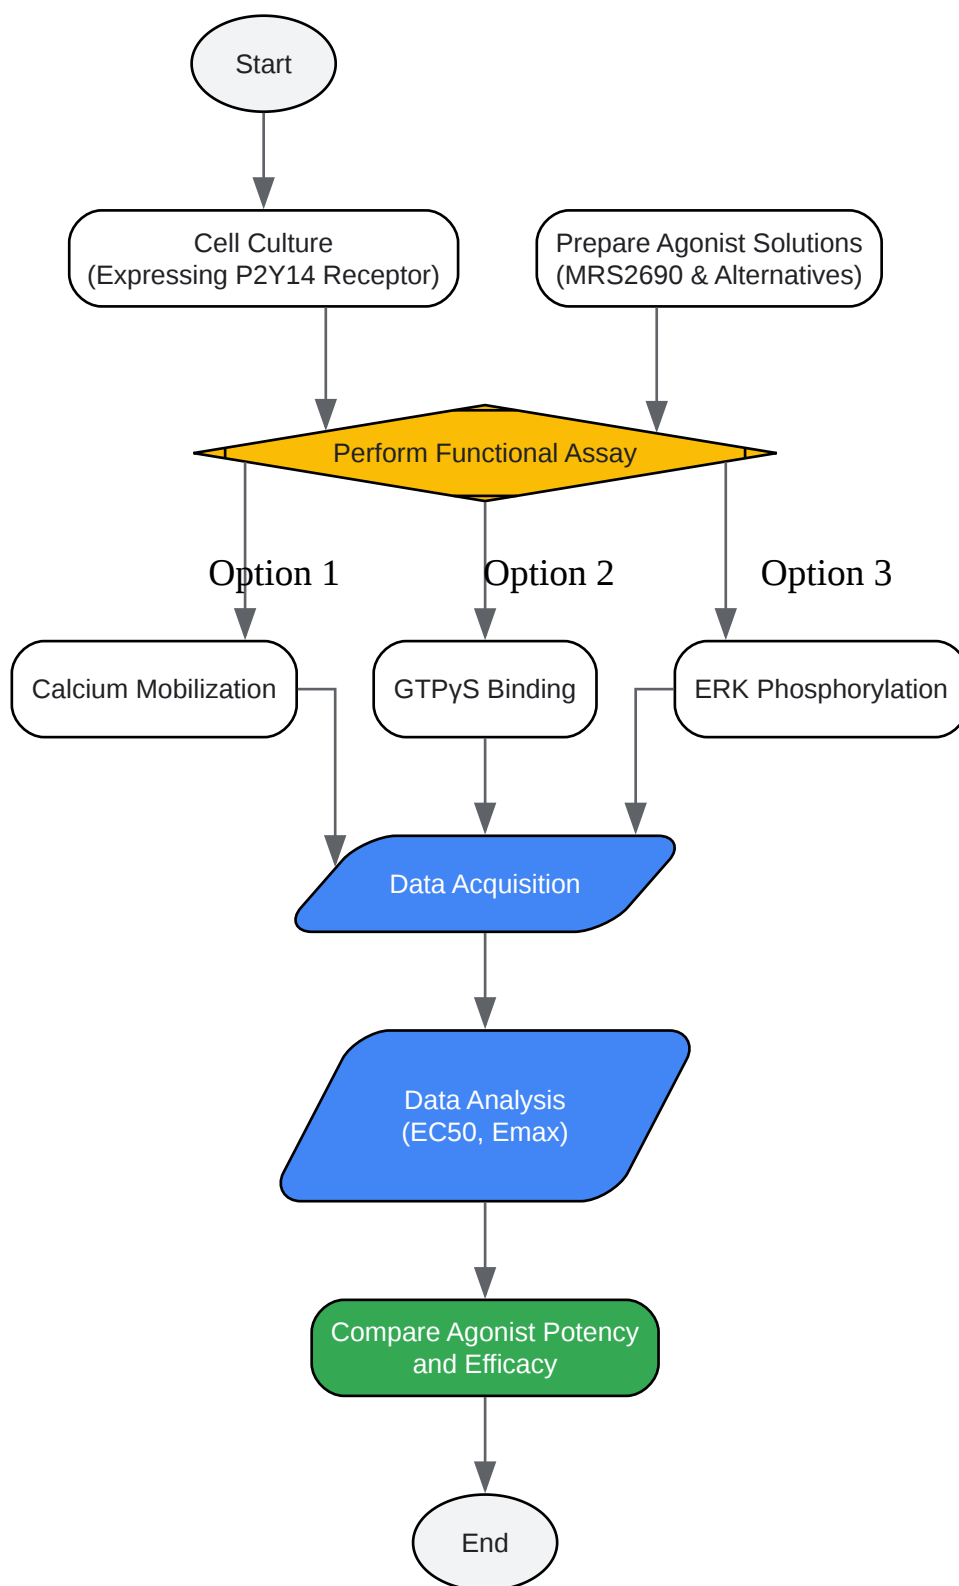 Start
Cell Culture
(Expressing P2Y14 Receptor)
Prepare Agonist Solutions
(MRS2690 & Alternatives)
Perform Functional Assay
Option 1
Option 2
Option 3
Calcium Mobilization
GTPγS Binding
ERK Phosphorylation
Data Acquisition
Data Analysis
(EC50, Emax)
Compare Agonist Potency
and Efficacy
End